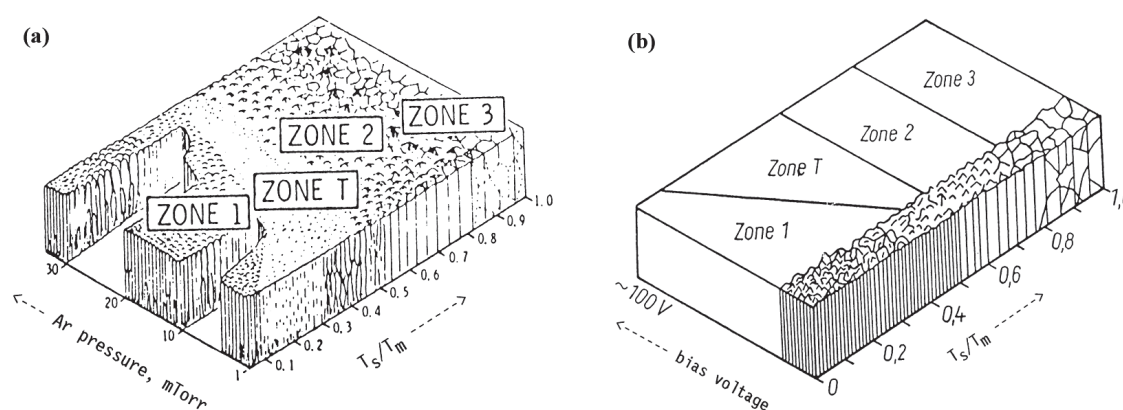 (a)
ZONE 3
ZONE 2
ZONE T
ZONE 1
1.0
0.9
0.8
0.7
0.6
0.5
0.4
0.3
0.2
0.1
30
20
10
1
Ar pressure, mTorr
Ts/Tm
(b)
Zone 3
Zone 2
Zone T
Zone 1
~100V
bias voltage
0
0,2
0,4
0,6
0,8
Ts/Tm